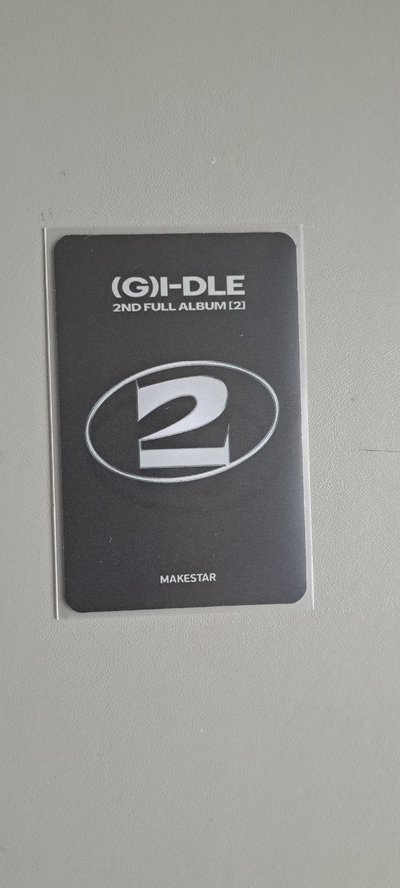 (G)I-DLE
2ND FULL ALBUM [2]
2
MAKESTAR